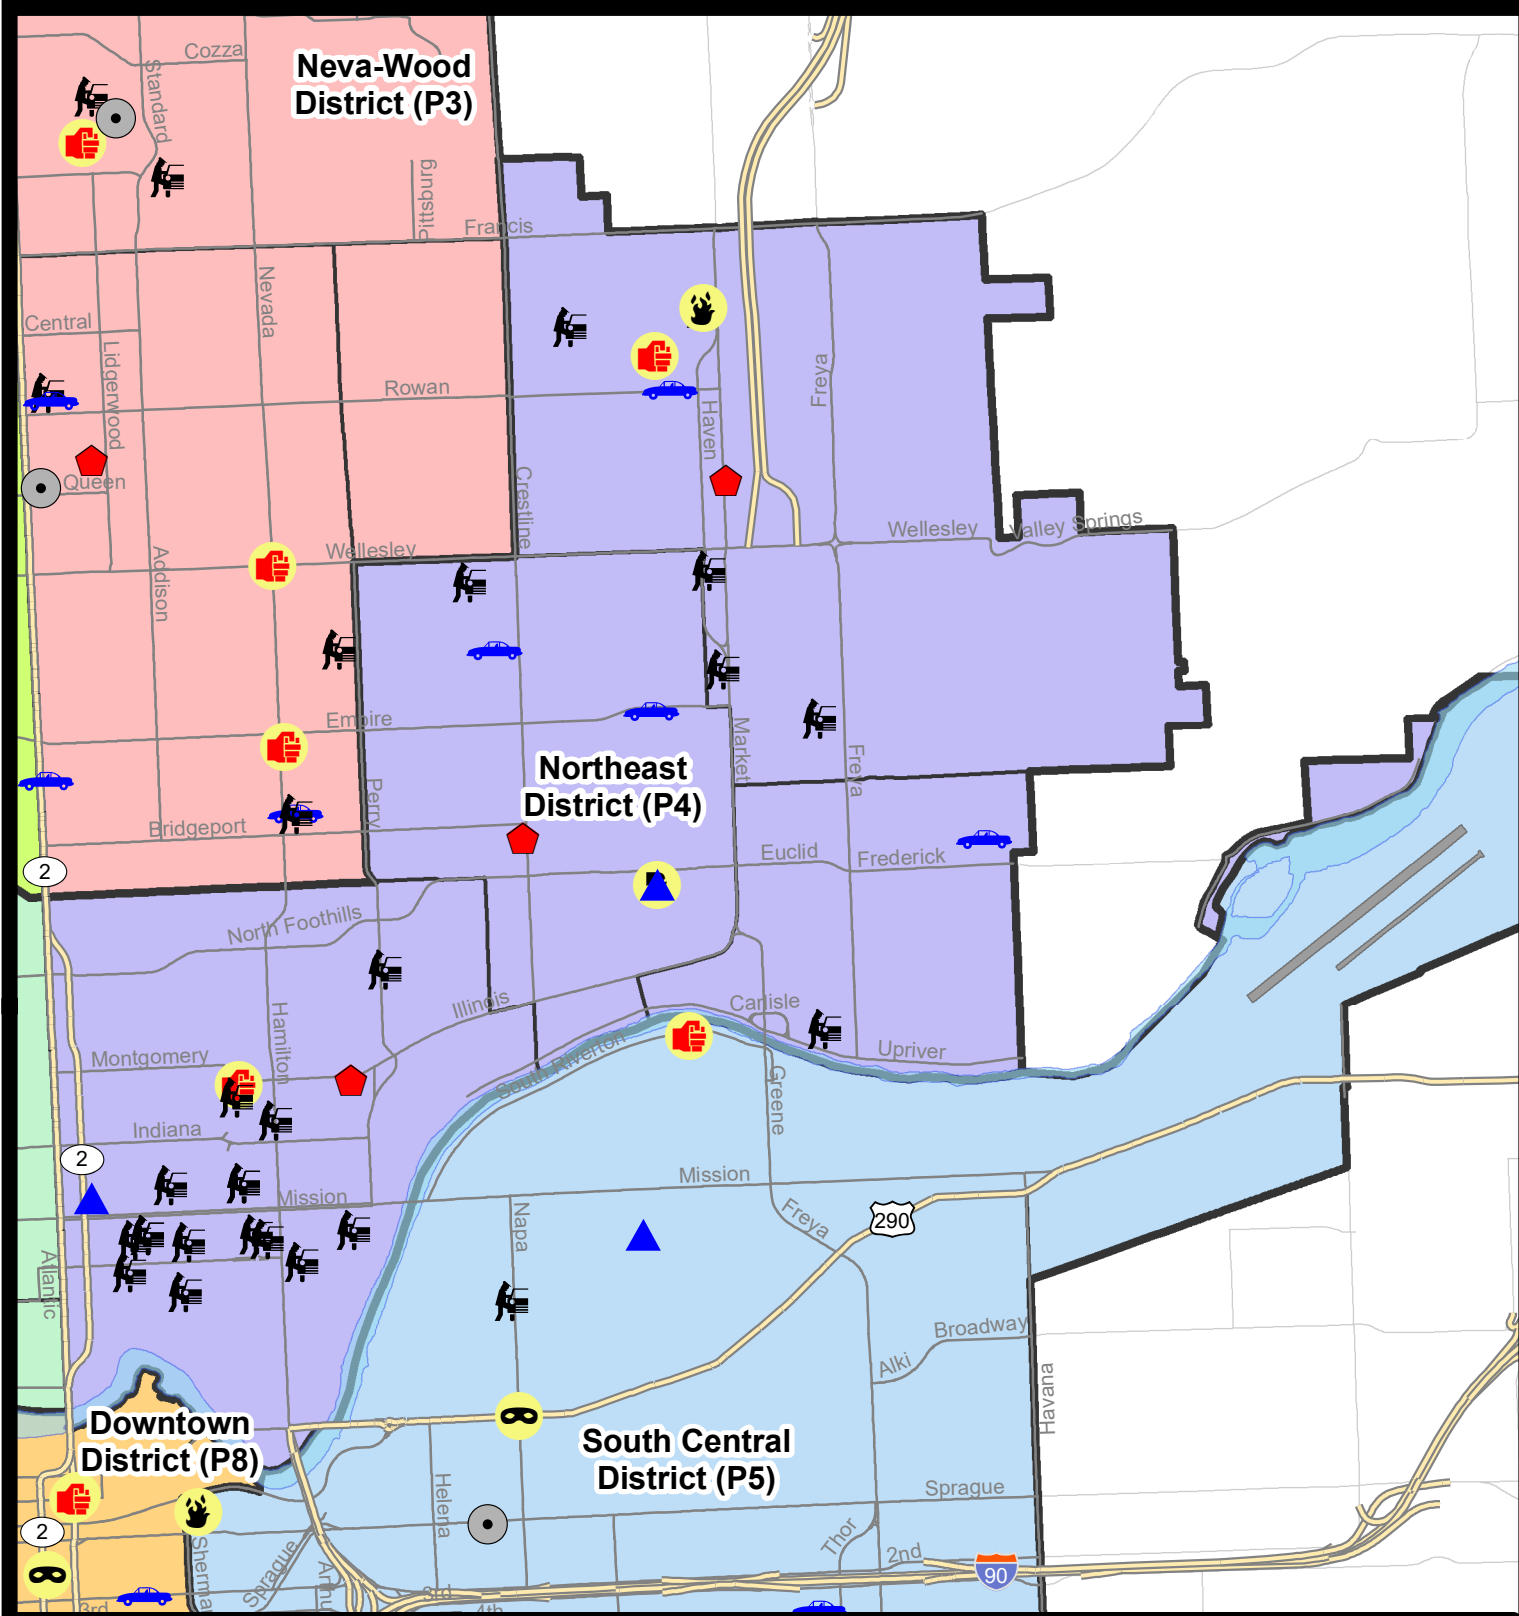 Cozza
Neva-Wood
District (P3)
Standard
Pittsburg
Francis
Nevada
Central
Lidgerwood
Rowan
Freya
Haven
Queen
Crestline
Wellesley
Valley Springs
Wellesley
Addison
Empire
Market
Freya
Northeast
District (P4)
Perry
Bridgeport
Euclid
Frederick
2
North Foothills
Illinois
Carlisle
Hamilton
Montgomery
South Riverton
Upriver
Greene
Indiana
2
Mission
Mission
Napa
Freya
290
Atlantic
Broadway
Alki
Havana
Downtown
District (P8)
South Central
District (P5)
Helena
Sprague
2
Thor
2nd
Sprague
90
3rd
3rd
4th